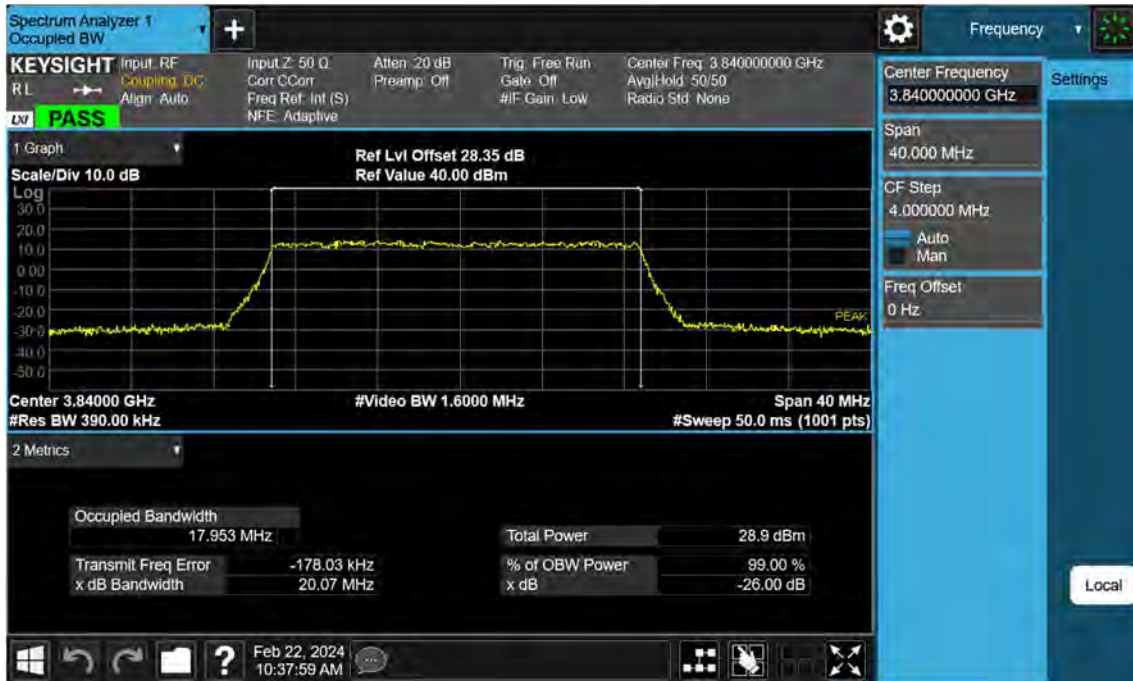 Spectrum Analyzer 1
Occupied BW
+
Frequency
KEYSIGHT
RL
LXI
PASS
Input: RF
Coupling: DC
Align: Auto
Input Z: 50 Ω
Corr CCorr
Freq Ref: Int (S)
NFE: Adaptive
Atten: 20 dB
Preamp: Off
Trig: Free Run
Gate: Off
#IF Gain: Low
Center Freq: 3.840000000 GHz
Avg|Hold: 50/50
Radio Std: None
Center Frequency
3.840000000 GHz
Settings
Span
40.000 MHz
CF Step
4.000000 MHz
Auto
Man
Freq Offset
0 Hz
1 Graph
Scale/Div 10.0 dB
Ref Lvl Offset 28.35 dB
Ref Value 40.00 dBm
Log
30.0
20.0
10.0
0.00
-10.0
-20.0
-30.0
-40.0
-50.0
PEAK
Center 3.84000 GHz
#Video BW 1.6000 MHz
Span 40 MHz
#Res BW 390.00 kHz
#Sweep 50.0 ms (1001 pts)
2 Metrics
Occupied Bandwidth
17.953 MHz
Total Power 28.9 dBm
Transmit Freq Error -178.03 kHz
% of OBW Power 99.00 %
x dB Bandwidth 20.07 MHz
x dB -26.00 dB
Local
?
Feb 22, 2024
10:37:59 AM